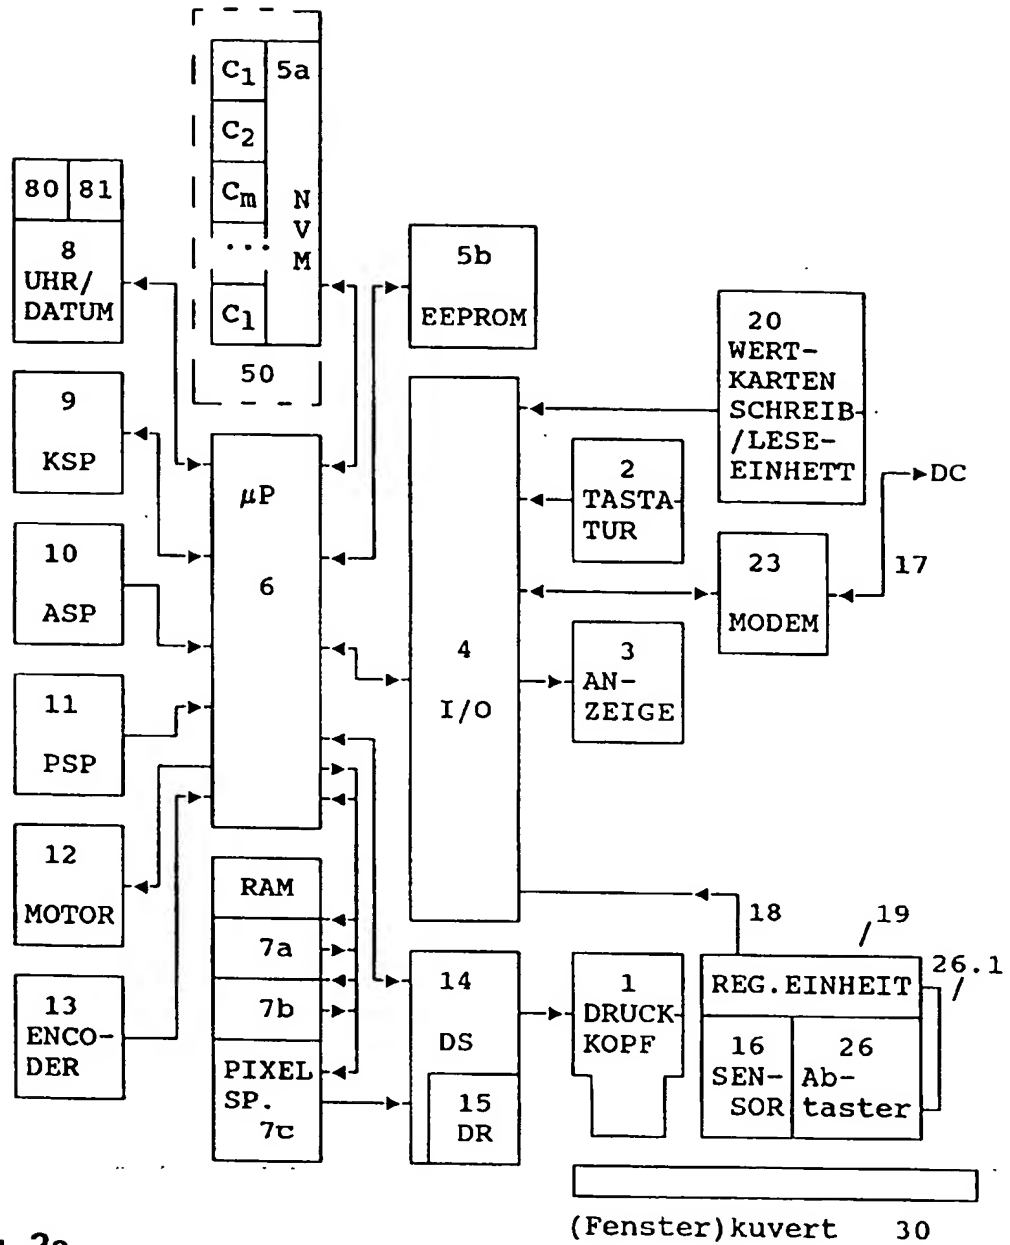 C1 5a
C2
Cm
...
C1
NVM
50
80 81
8
UHR/
DATUM
9
KSP
10
ASP
11
PSP
12
MOTOR
13
ENCO-
DER
µP
6
RAM
7a
7b
PIXEL
SP.
7c
5b
EEPROM
4
I/O
14
DS
15
DR
20
WERT-
KARTEN
SCHREIB-
/LESE-
EINHETT
2
TASTA-
TUR
23
MODEM
DC
17
3
AN-
ZEIGE
1
DRUCK-
KOPF
18
19
26.1
REG.EINHEIT
16
SEN-
SOR
26
Ab-
taster
(Fenster)kuvert 30